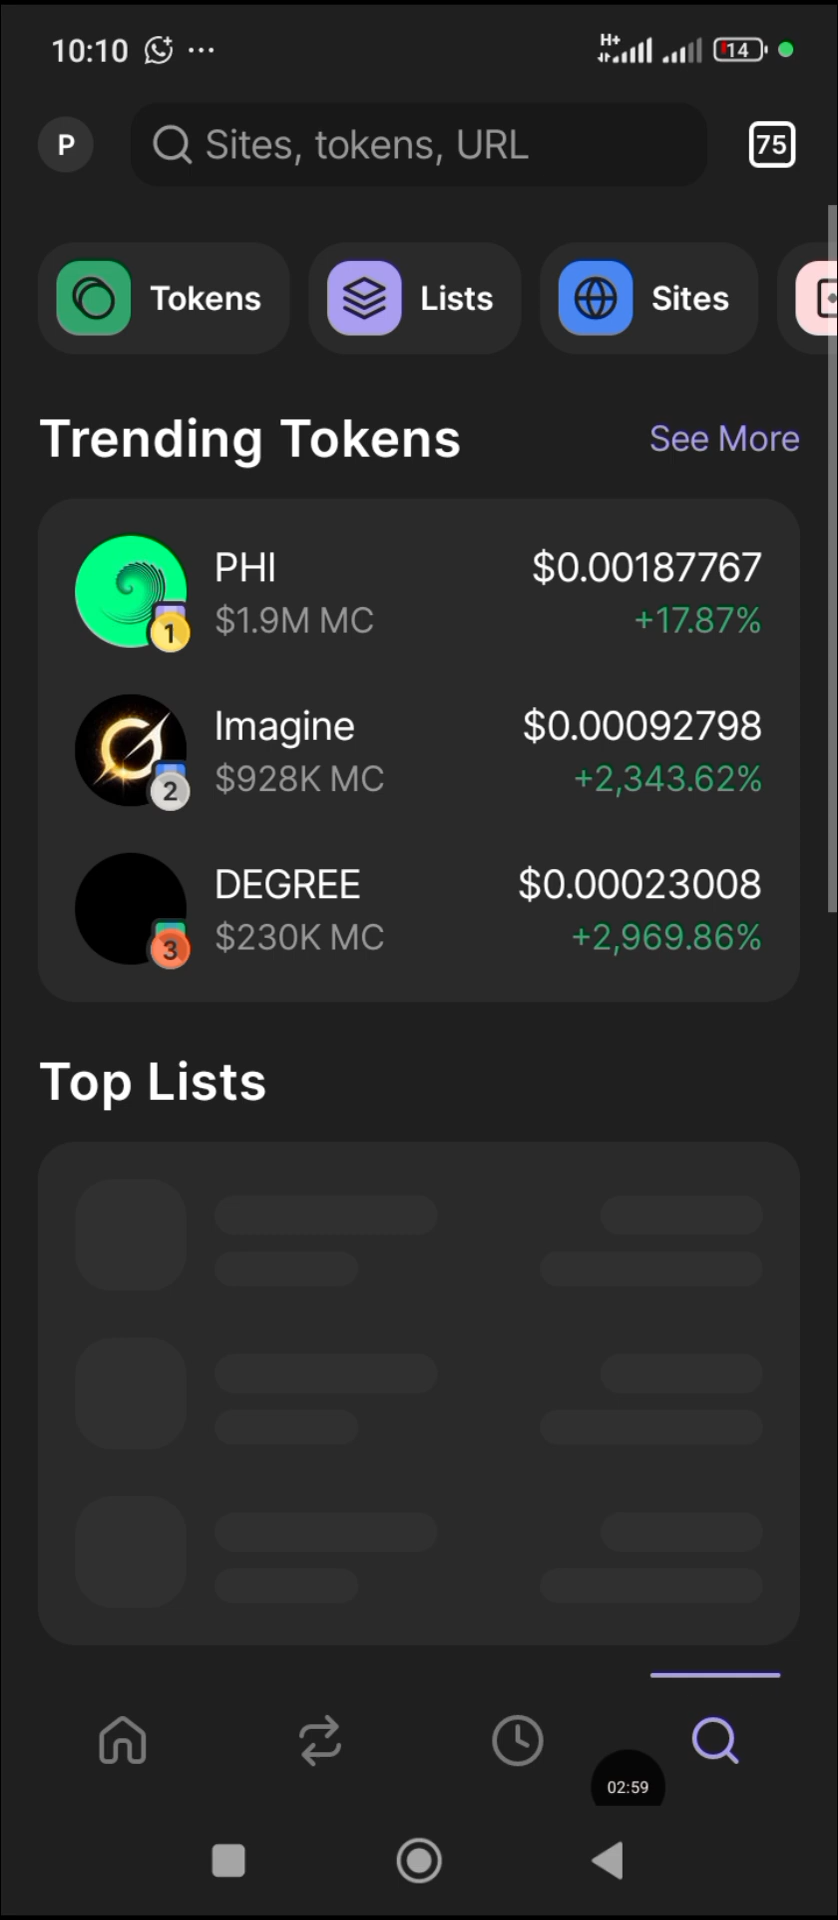 10:10 ... H+ 14
P Sites, tokens, URL 75
Tokens Lists Sites
Trending Tokens See More
PHI $0.00187767
$1.9M MC +17.87%
1
Imagine $0.00092798
$928K MC +2,343.62%
2
DEGREE $0.00023008
$230K MC +2,969.86%
3
Top Lists
02:59